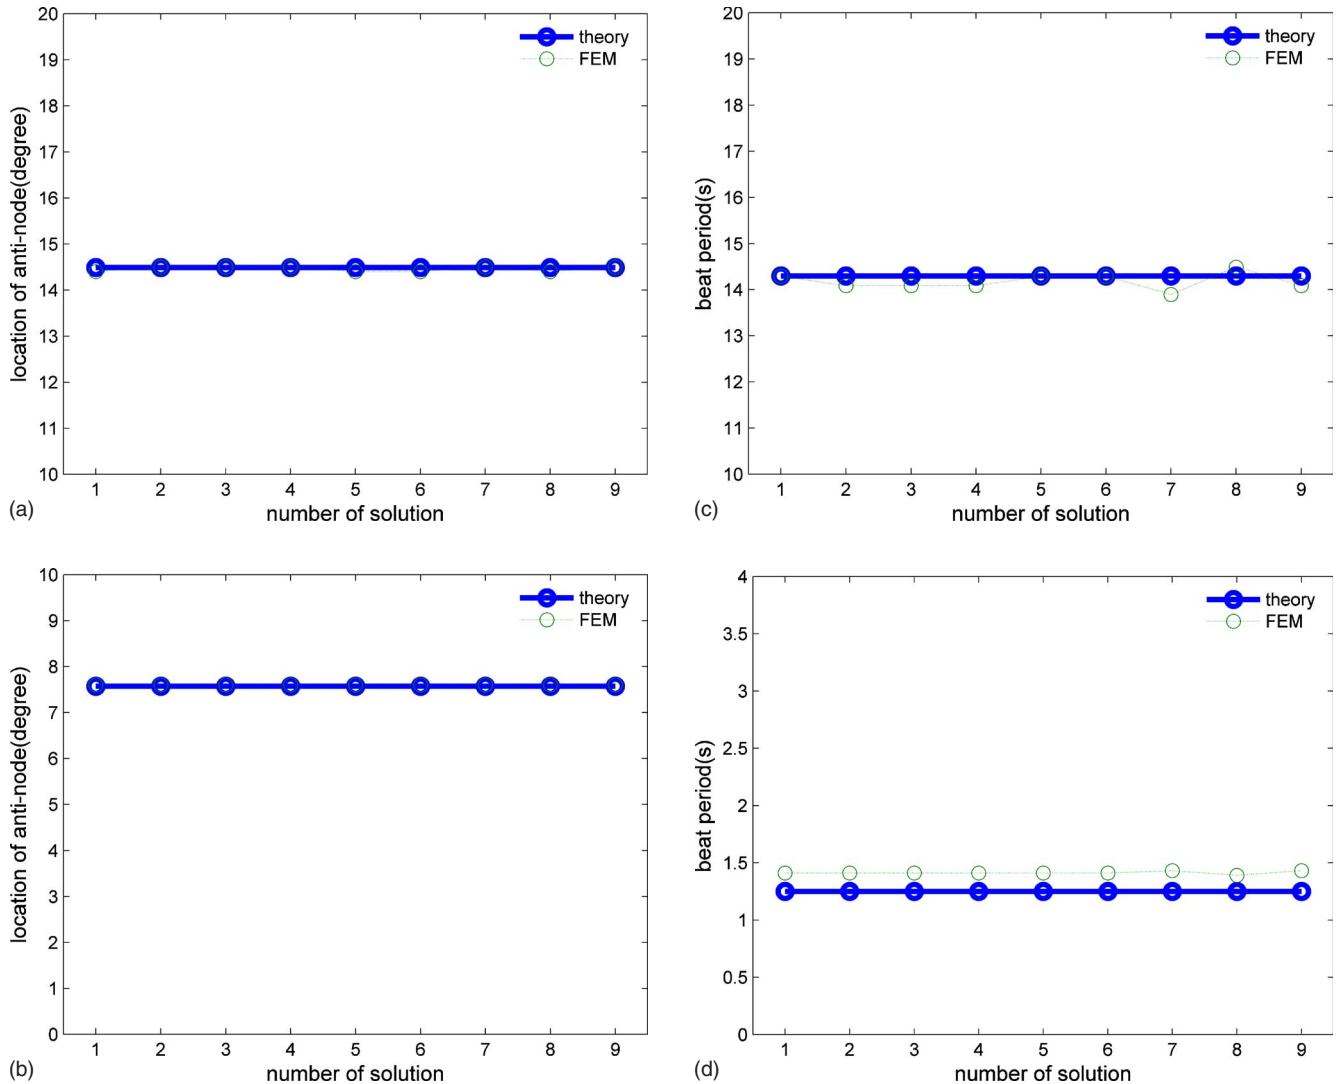 20
19
18
17
16
15
14
13
12
11
10
location of anti-node(degree)
theory
FEM
1 2 3 4 5 6 7 8 9
number of solution
(a)
20
19
18
17
16
15
14
13
12
11
10
beat period(s)
theory
FEM
1 2 3 4 5 6 7 8 9
number of solution
(c)
10
9
8
7
6
5
4
3
2
1
0
location of anti-node(degree)
theory
FEM
1 2 3 4 5 6 7 8 9
number of solution
(b)
4
3.5
3
2.5
2
1.5
1
0.5
0
beat period(s)
theory
FEM
1 2 3 4 5 6 7 8 9
number of solution
(d)